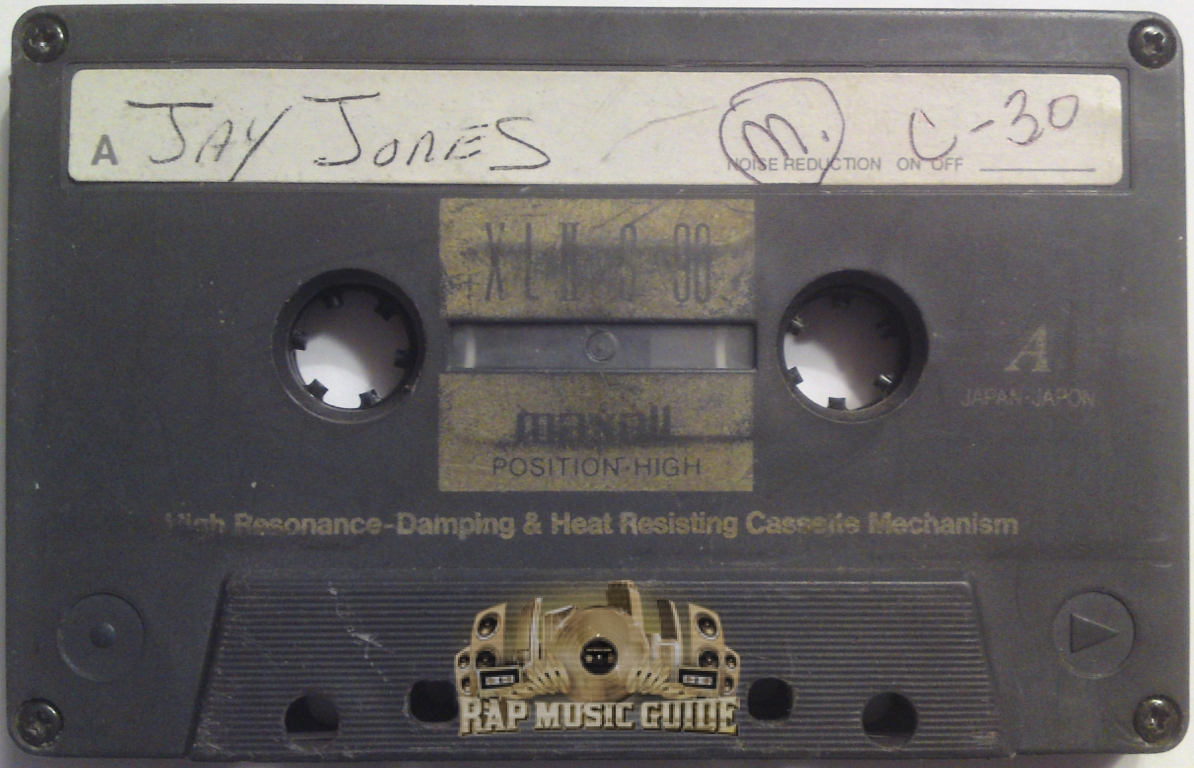 A JAY JONES M. C-30
NOISE REDUCTION ON OFF
XLII-S 90
A
JAPAN-JAPON
maxell
POSITION·HIGH
High Resonance-Damping & Heat Resisting Cassette Mechanism
RAP MUSIC GUIDE